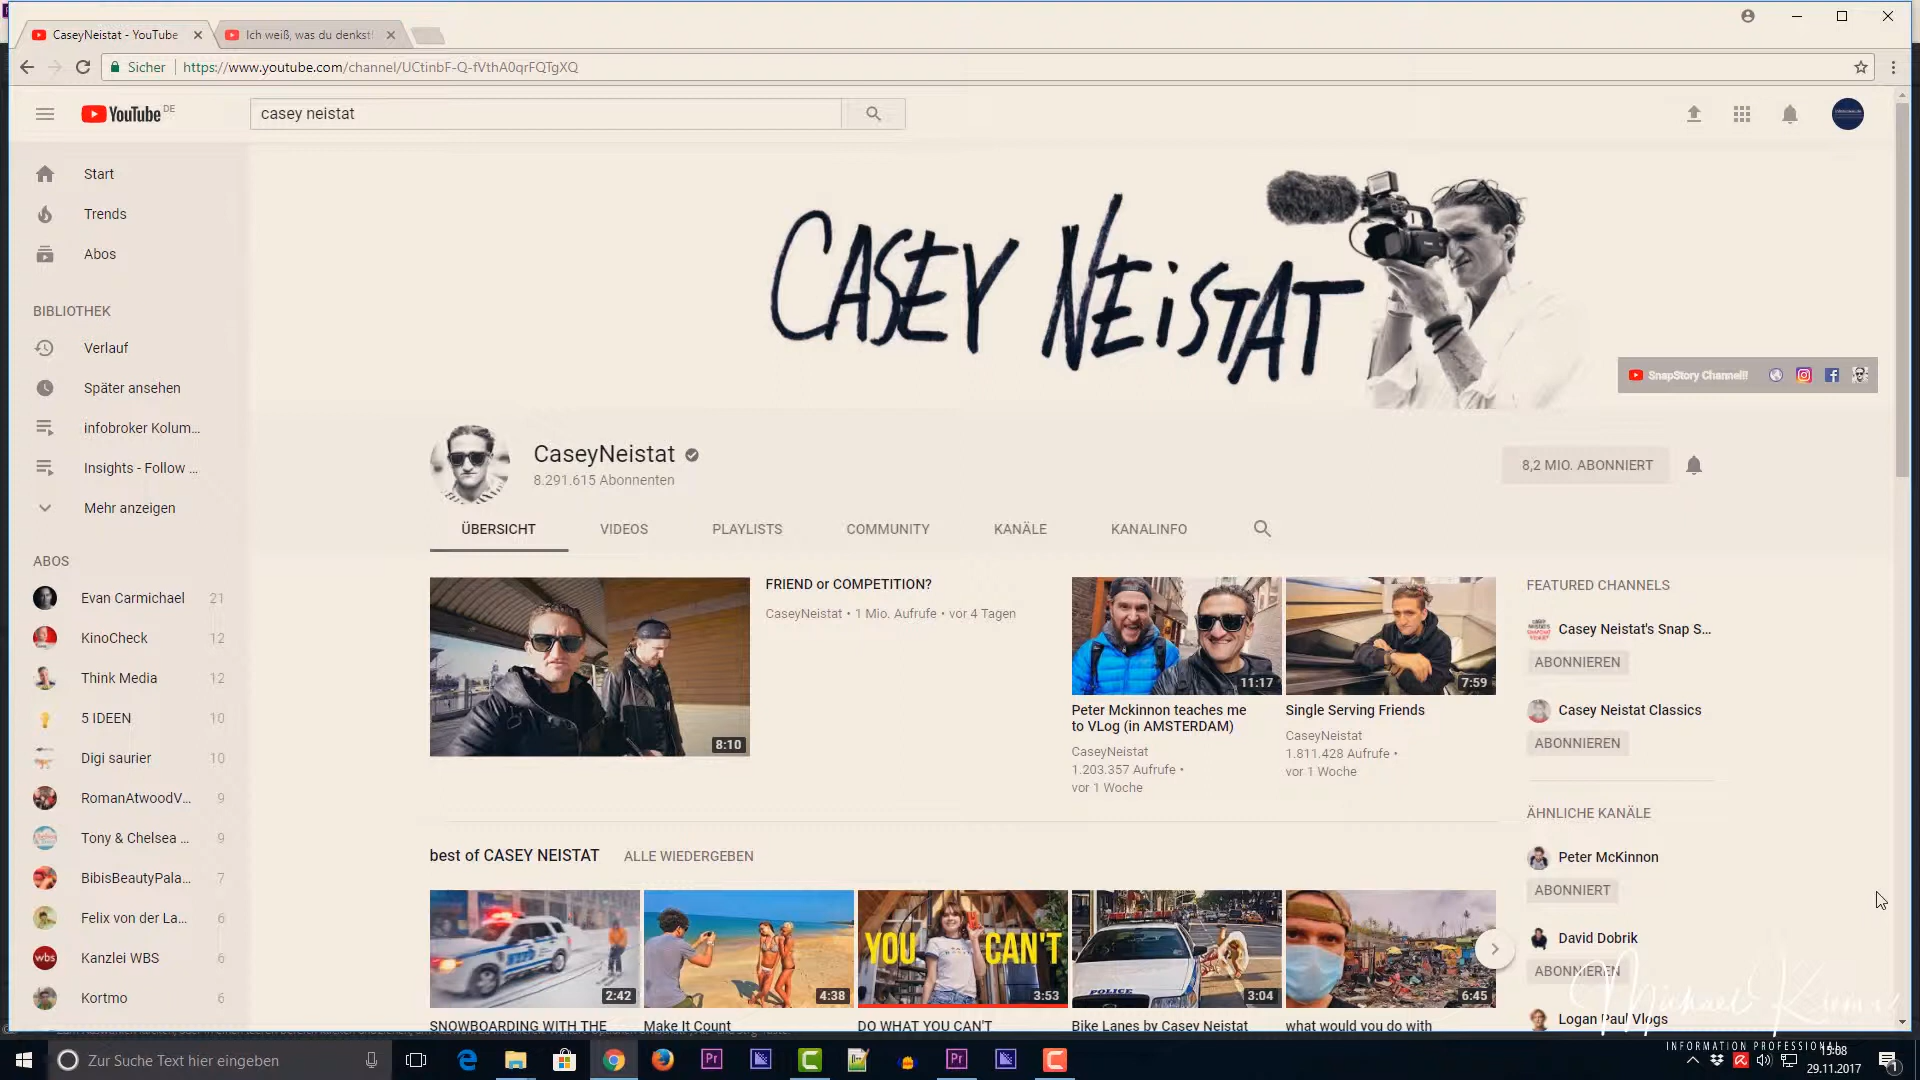 CaseyNeistat - YouTube
Ich weiß, was du denkst!
Sicher
https://www.youtube.com/channel/UCtinbF-Q-fVthA0qrFQTgXQ
YouTube DE
casey neistat
Start
Trends
Abos
BIBLIOTHEK
Verlauf
Später ansehen
infobroker Kolum...
Insights - Follow ...
Mehr anzeigen
ABOS
Evan Carmichael 21
KinoCheck 12
Think Media 12
5 IDEEN 10
Digi saurier 10
RomanAtwoodV... 9
Tony & Chelsea ... 9
BibisBeautyPala... 7
Felix von der La... 6
wbs
Kanzlei WBS 6
Kortmo 6
CASEY NEiSTAT
SnapStory Channel!!
CaseyNeistat
8.291.615 Abonnenten
8,2 MIO. ABONNIERT
ÜBERSICHT
VIDEOS
PLAYLISTS
COMMUNITY
KANÄLE
KANALINFO
8:10
FRIEND or COMPETITION?
CaseyNeistat • 1 Mio. Aufrufe • vor 4 Tagen
11:17
Peter Mckinnon teaches me
to VLog (in AMSTERDAM)
CaseyNeistat
1.203.357 Aufrufe •
vor 1 Woche
7:59
Single Serving Friends
CaseyNeistat
1.811.428 Aufrufe •
vor 1 Woche
FEATURED CHANNELS
Casey Neistat's Snap S...
ABONNIEREN
Casey Neistat Classics
ABONNIEREN
ÄHNLICHE KANÄLE
Peter McKinnon
ABONNIERT
David Dobrik
ABONNIEREN
Logan Paul Vlogs
best of CASEY NEISTAT
ALLE WIEDERGEBEN
2:42
SNOWBOARDING WITH THE
4:38
Make It Count
YOU CAN'T
3:53
DO WHAT YOU CAN'T
POLICE
3:04
Bike Lanes by Casey Neistat
6:45
what would you do with
Michael
INFORMATION PROFESSIONAL
Zur Suche Text hier eingeben
Pr
Pr
15:08
29.11.2017
1